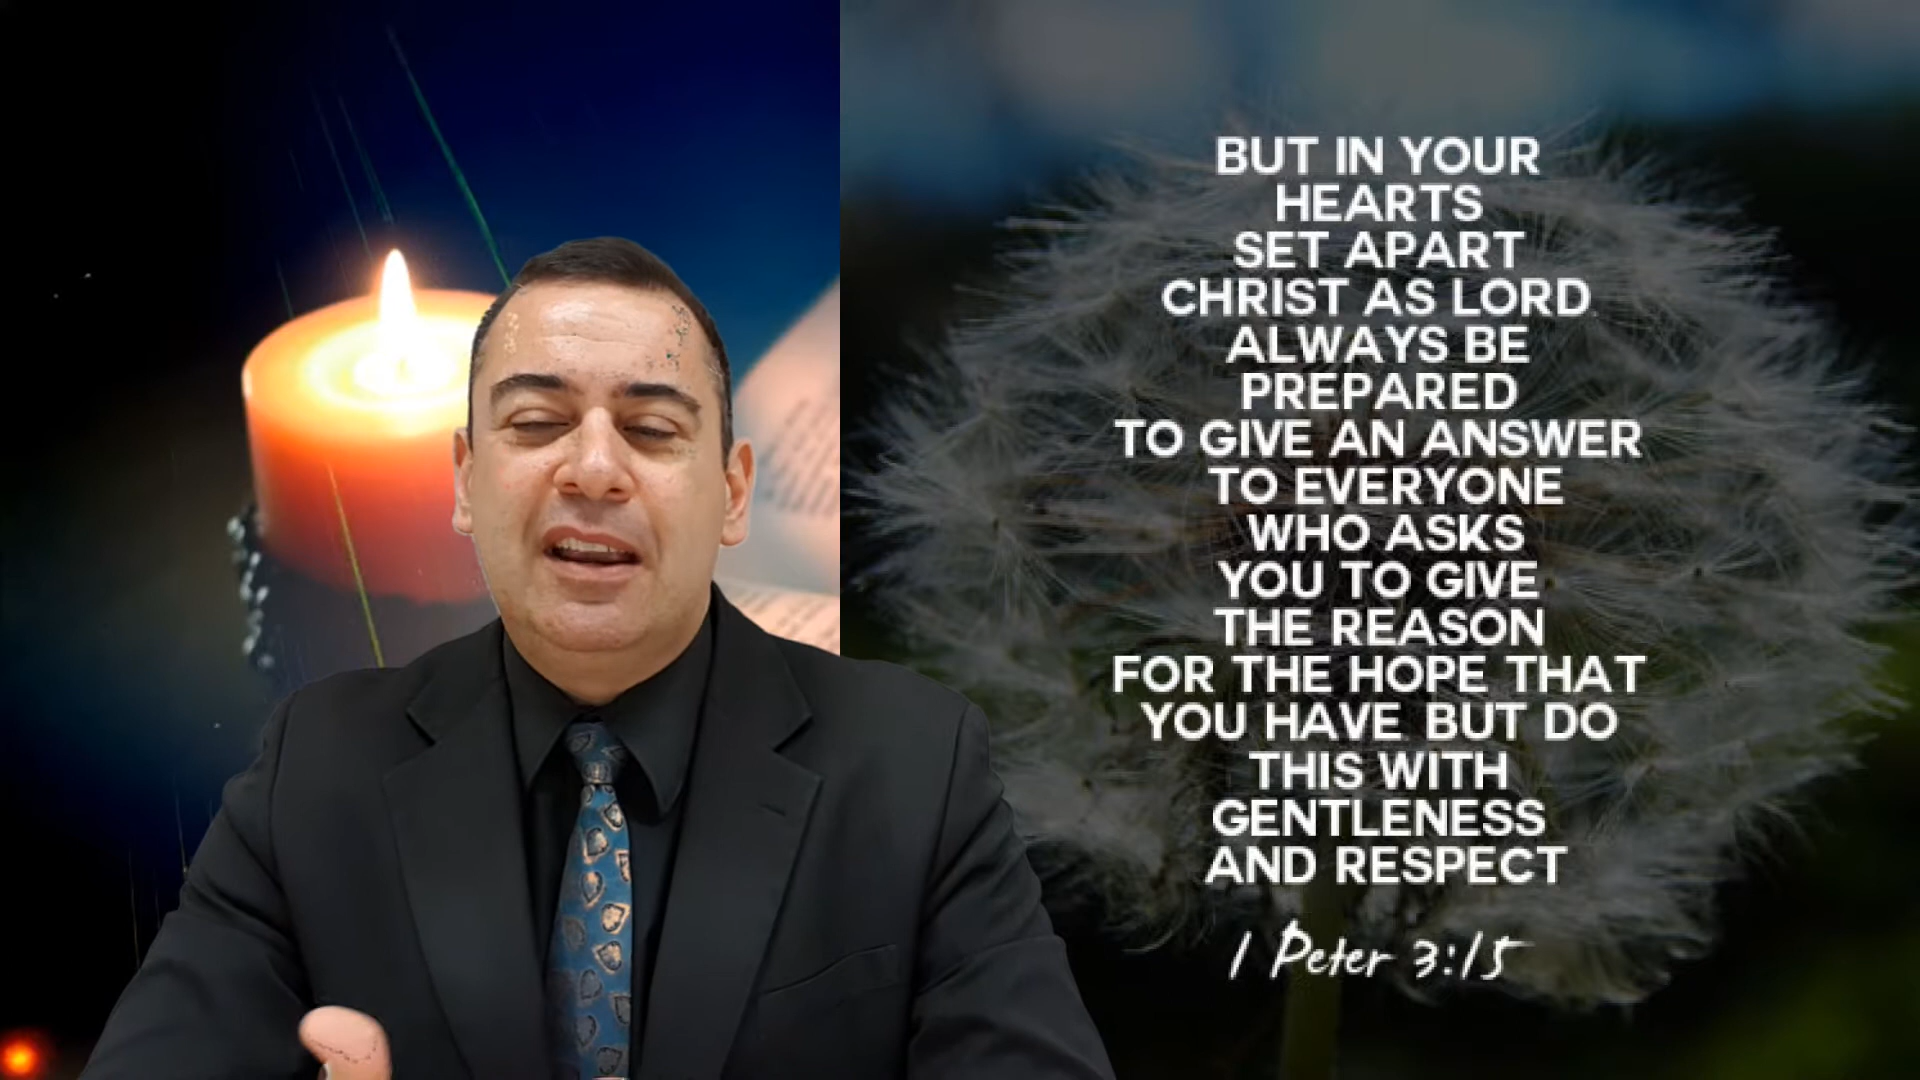 BUT IN YOUR
HEARTS
SET APART
CHRIST AS LORD
ALWAYS BE
PREPARED
TO GIVE AN ANSWER
TO EVERYONE
WHO ASKS
YOU TO GIVE
THE REASON
FOR THE HOPE THAT
YOU HAVE BUT DO
THIS WITH
GENTLENESS
AND RESPECT
1 Peter 3:15